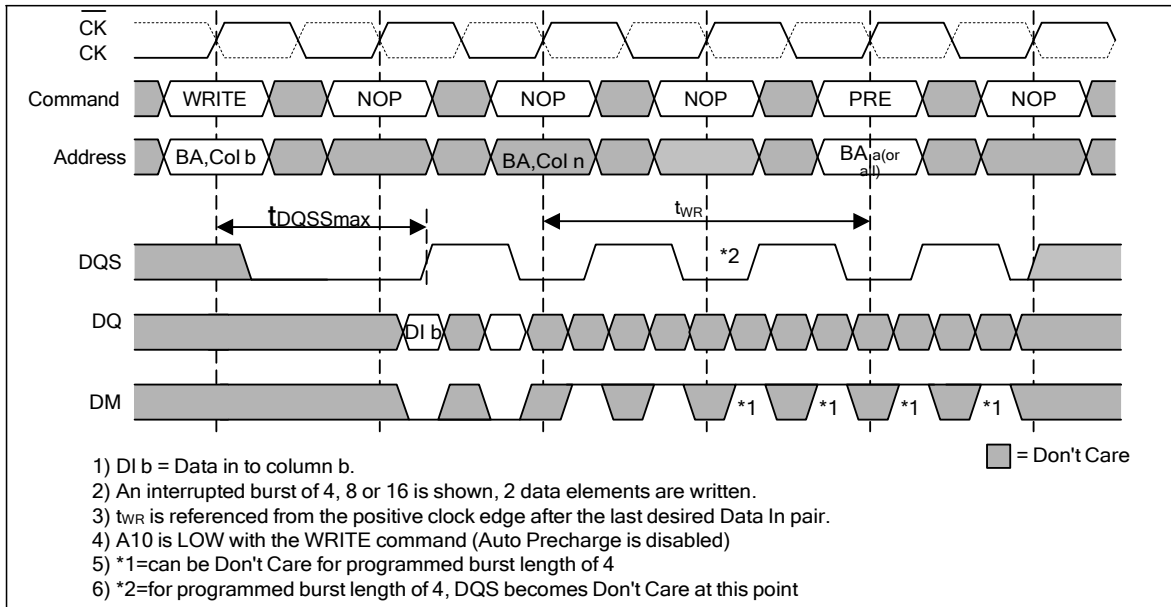 CK
CK
Command WRITE NOP NOP NOP PRE NOP
Address BA,Col b BA,Col n BA a(or all)
tDQSSmax tWR
DQS *2
DQ DI b
DM *1 *1 *1 *1
= Don't Care
1) DI b = Data in to column b.
2) An interrupted burst of 4, 8 or 16 is shown, 2 data elements are written.
3) tWR is referenced from the positive clock edge after the last desired Data In pair.
4) A10 is LOW with the WRITE command (Auto Precharge is disabled)
5) *1=can be Don't Care for programmed burst length of 4
6) *2=for programmed burst length of 4, DQS becomes Don't Care at this point